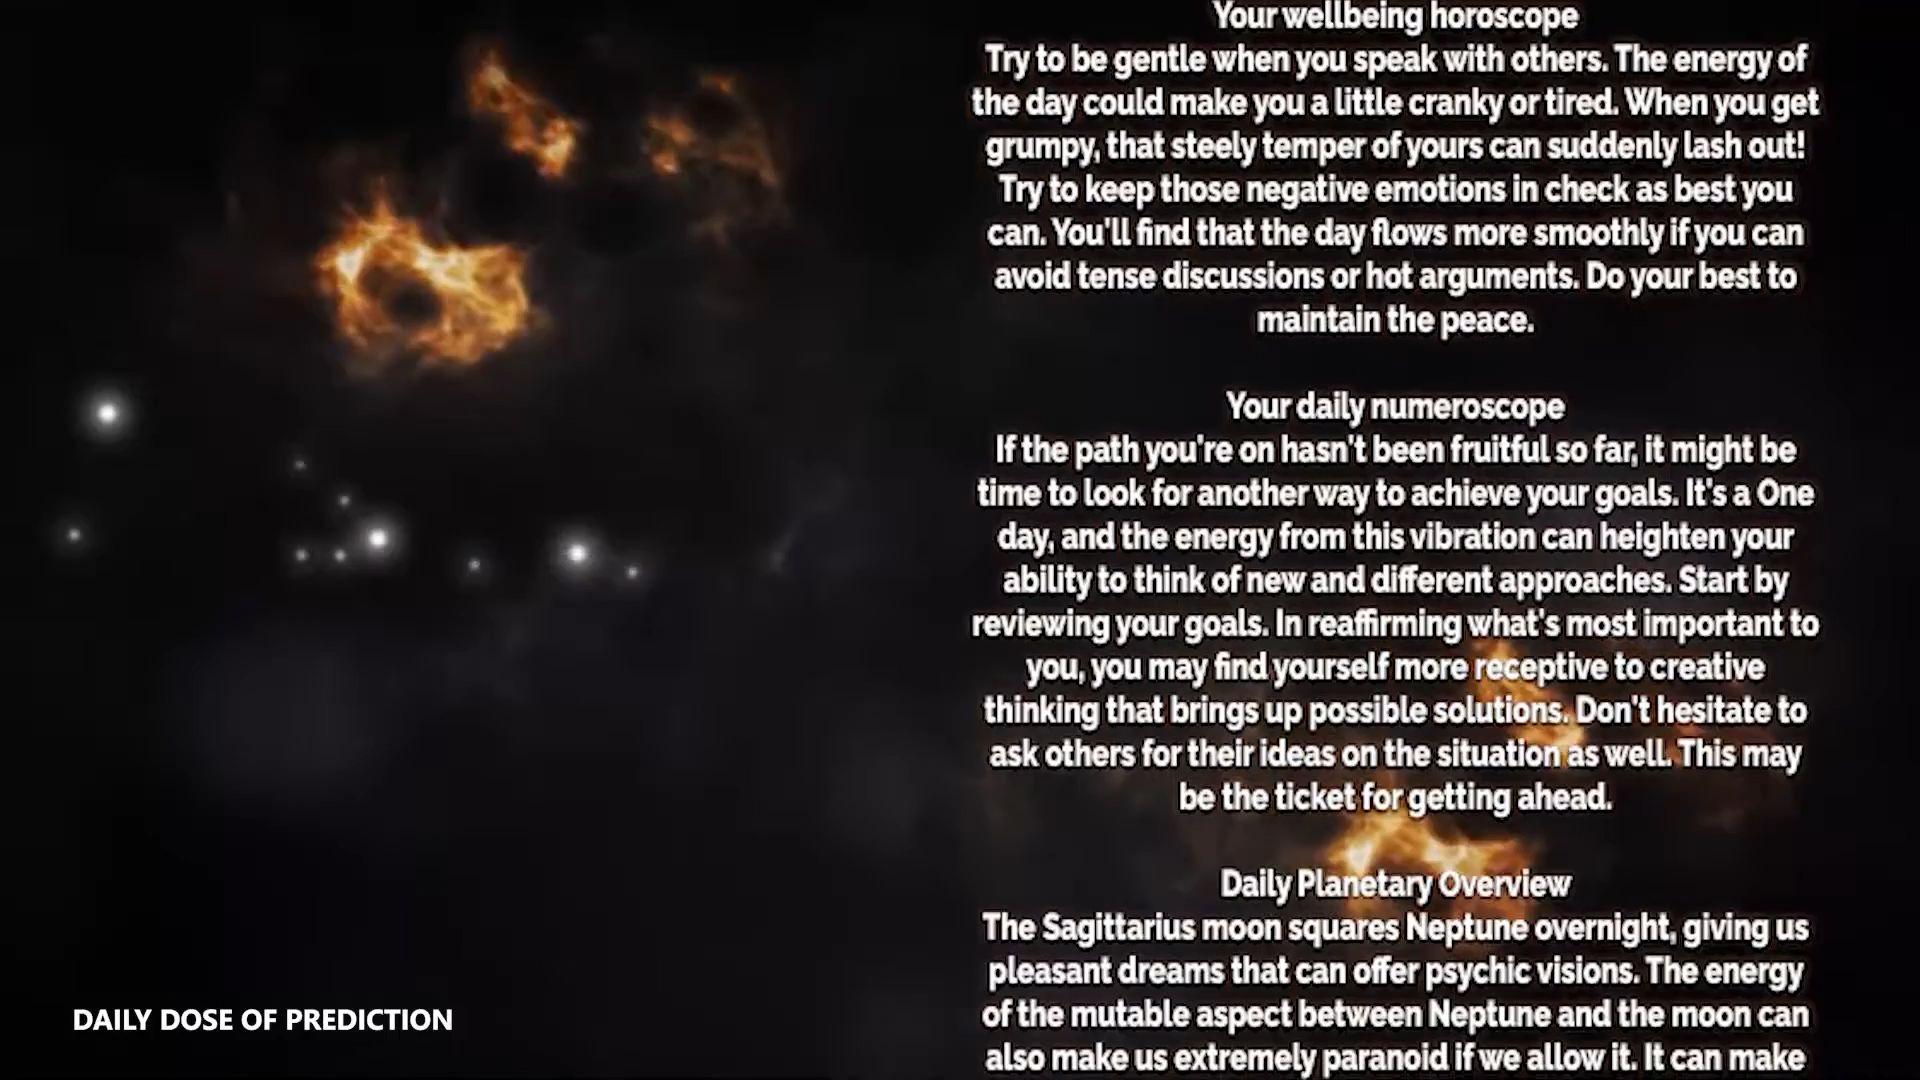 Your wellbeing horoscope
Try to be gentle when you speak with others. The energy of
the day could make you a little cranky or tired. When you get
grumpy, that steely temper of yours can suddenly lash out!
Try to keep those negative emotions in check as best you
can. You'll find that the day flows more smoothly if you can
avoid tense discussions or hot arguments. Do your best to
maintain the peace.
Your daily numeroscope
If the path you're on hasn't been fruitful so far, it might be
time to look for another way to achieve your goals. It's a One
day, and the energy from this vibration can heighten your
ability to think of new and different approaches. Start by
reviewing your goals. In reaffirming what's most important to
you, you may find yourself more receptive to creative
thinking that brings up possible solutions. Don't hesitate to
ask others for their ideas on the situation as well. This may
be the ticket for getting ahead.
Daily Planetary Overview
The Sagittarius moon squares Neptune overnight, giving us
pleasant dreams that can offer psychic visions. The energy
of the mutable aspect between Neptune and the moon can
also make us extremely paranoid if we allow it. It can make
DAILY DOSE OF PREDICTION